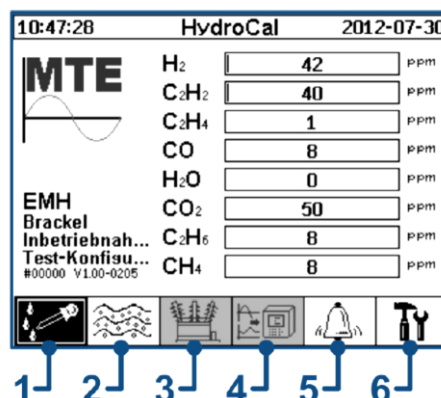 10:47:28 HydroCal 2012-07-30
MTE
H₂ 42 ppm
C₂H₂ 40 ppm
C₂H₄ 1 ppm
CO 8 ppm
H₂O 0 ppm
CO₂ 50 ppm
C₂H₆ 8 ppm
CH₄ 8 ppm
EMH
Brackel
Inbetriebnah...
Test-Konfigu...
#00000 V1.00-0205
1 2 3 4 5 6